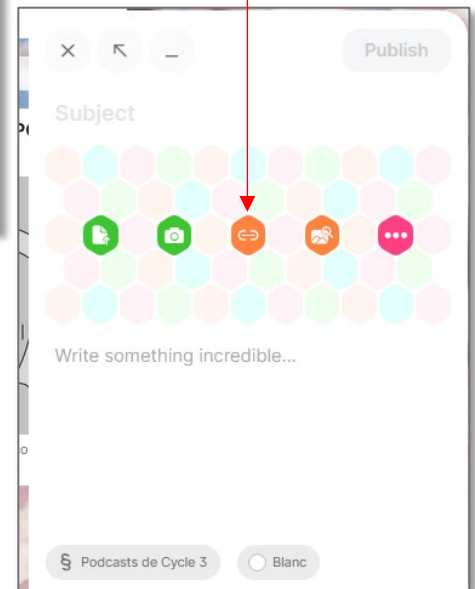 Publish
Subject
Write something incredible...
§ Podcasts de Cycle 3
Blanc